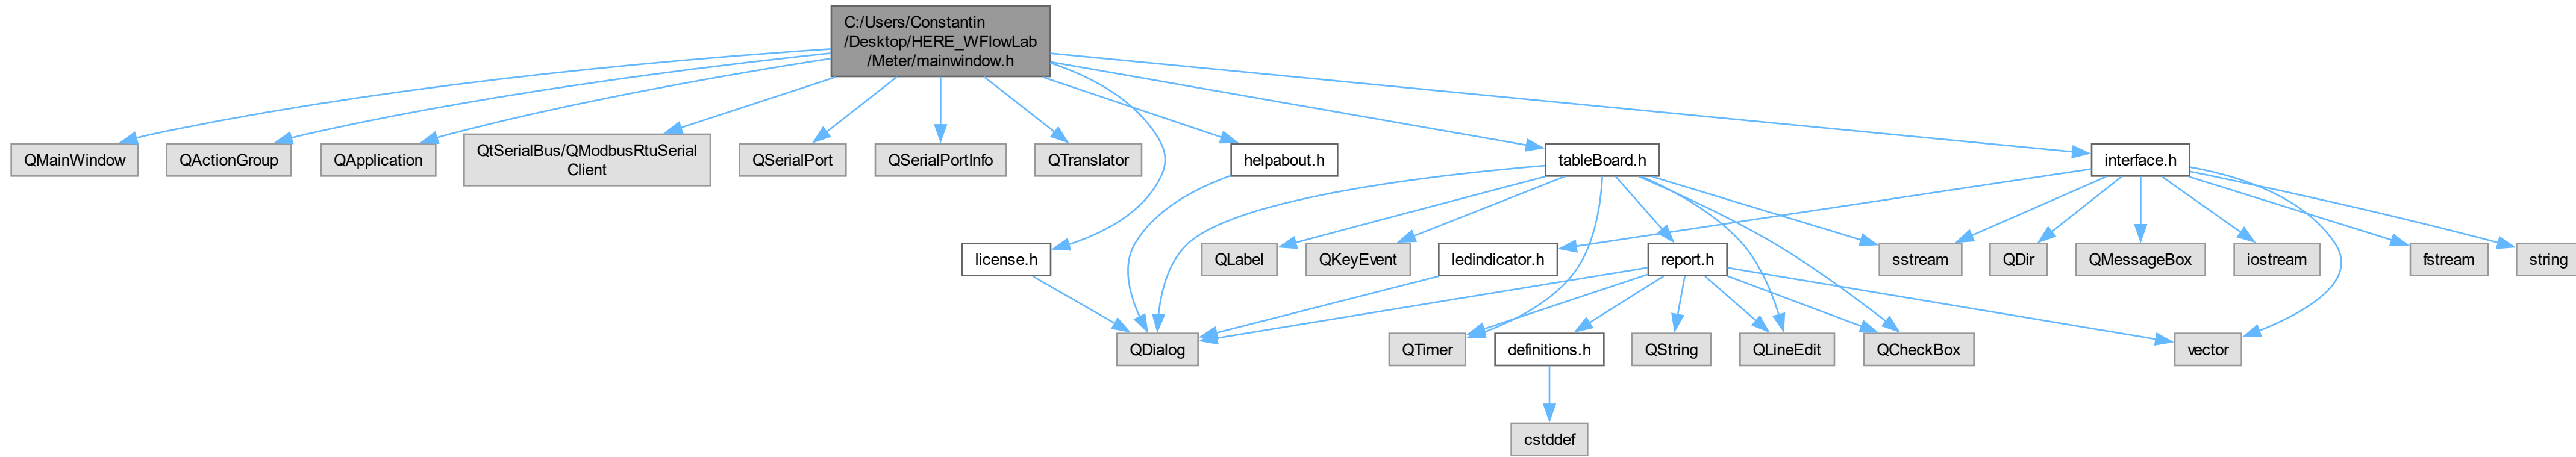 C:/Users/Constantin
/Desktop/HERE_WFlowLab
/Meter/mainwindow.h
QMainWindow
QActionGroup
QApplication
QtSerialBus/QModbusRtuSerial
Client
QSerialPort
QSerialPortInfo
QTranslator
helpabout.h
tableBoard.h
interface.h
license.h
QLabel
QKeyEvent
ledindicator.h
report.h
sstream
QDir
QMessageBox
iostream
fstream
string
QDialog
QTimer
definitions.h
QString
QLineEdit
QCheckBox
vector
cstddef